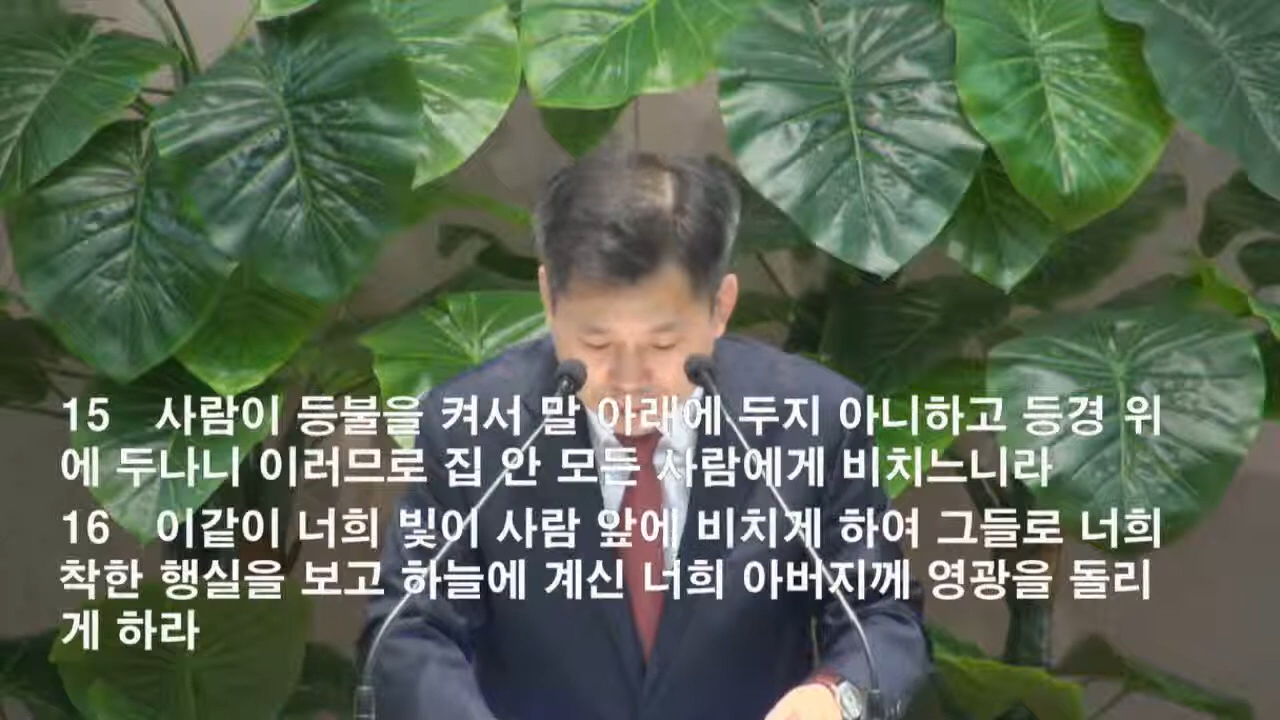 15 사람이 등불을 켜서 말 아래에 두지 아니하고 등경 위
에 두나니 이러므로 집 안 모든 사람에게 비치느니라
16 이같이 너희 빛이 사람 앞에 비치게 하여 그들로 너희
착한 행실을 보고 하늘에 계신 너희 아버지께 영광을 돌리
게 하라